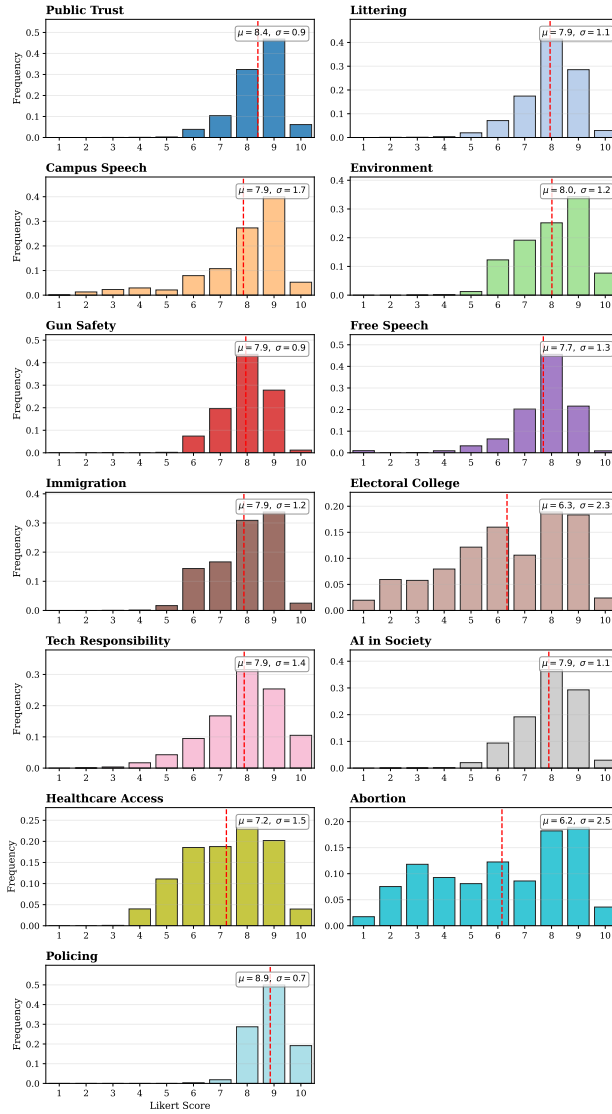 Public Trust
Frequency
0.5
0.4
0.3
0.2
0.1
0.0
μ = 8.4, σ = 0.9
1 2 3 4 5 6 7 8 9 10
Littering
0.4
0.3
0.2
0.1
0.0
μ = 7.9, σ = 1.1
1 2 3 4 5 6 7 8 9 10
Campus Speech
Frequency
0.4
0.3
0.2
0.1
0.0
μ = 7.9, σ = 1.7
1 2 3 4 5 6 7 8 9 10
Environment
0.4
0.3
0.2
0.1
0.0
μ = 8.0, σ = 1.2
1 2 3 4 5 6 7 8 9 10
Gun Safety
Frequency
0.5
0.4
0.3
0.2
0.1
0.0
μ = 7.9, σ = 0.9
1 2 3 4 5 6 7 8 9 10
Free Speech
0.5
0.4
0.3
0.2
0.1
0.0
μ = 7.7, σ = 1.3
1 2 3 4 5 6 7 8 9 10
Immigration
Frequency
0.4
0.3
0.2
0.1
0.0
μ = 7.9, σ = 1.2
1 2 3 4 5 6 7 8 9 10
Electoral College
0.20
0.15
0.10
0.05
0.00
μ = 6.3, σ = 2.3
1 2 3 4 5 6 7 8 9 10
Tech Responsibility
Frequency
0.3
0.2
0.1
0.0
μ = 7.9, σ = 1.4
1 2 3 4 5 6 7 8 9 10
AI in Society
0.4
0.3
0.2
0.1
0.0
μ = 7.9, σ = 1.1
1 2 3 4 5 6 7 8 9 10
Healthcare Access
Frequency
0.25
0.20
0.15
0.10
0.05
0.00
μ = 7.2, σ = 1.5
1 2 3 4 5 6 7 8 9 10
Abortion
0.20
0.15
0.10
0.05
0.00
μ = 6.2, σ = 2.5
1 2 3 4 5 6 7 8 9 10
Policing
Frequency
0.5
0.4
0.3
0.2
0.1
0.0
μ = 8.9, σ = 0.7
1 2 3 4 5 6 7 8 9 10
Likert Score